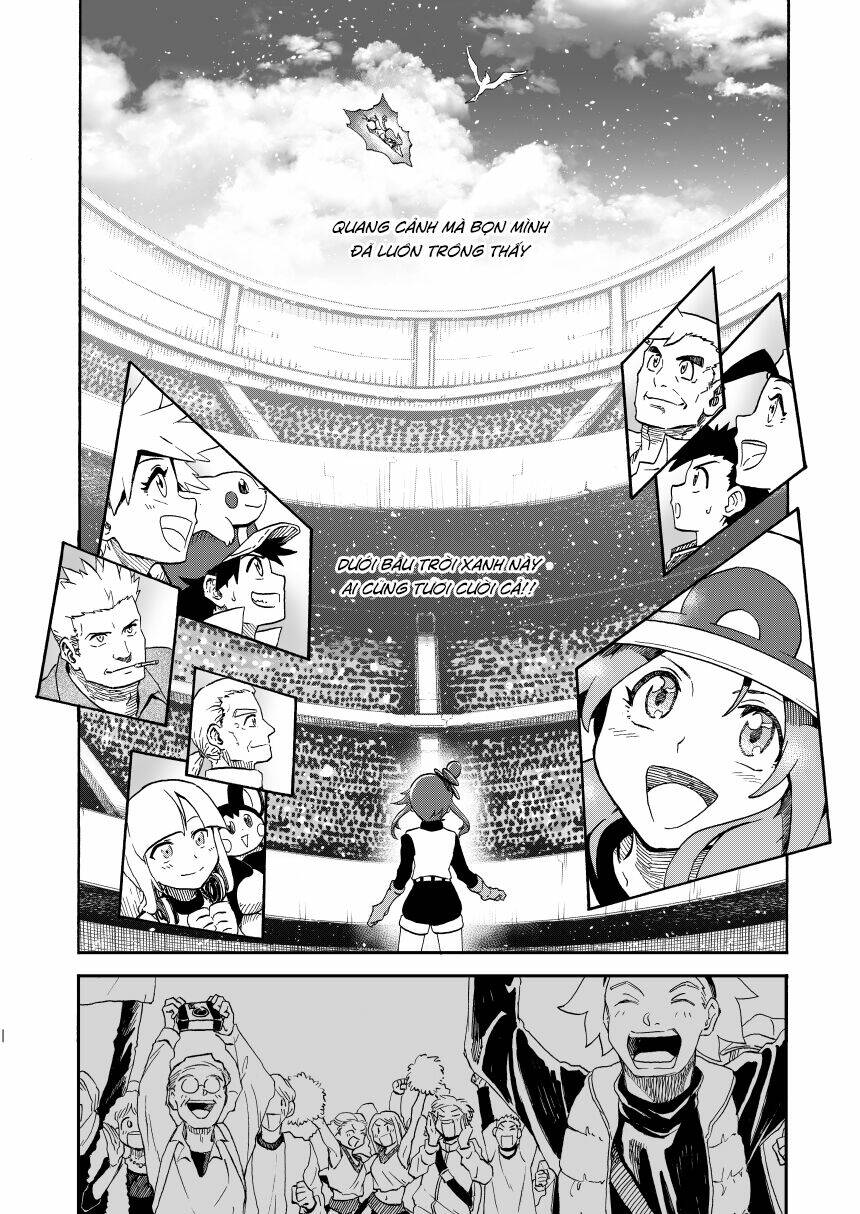 QUANG CẢNH MÀ BỌN MÌNH
ĐÃ LUÔN TRÔNG THẤY
DƯỚI BẦU TRỜI XANH NÀY
AI CŨNG TƯƠI CƯỜI CẢ!!